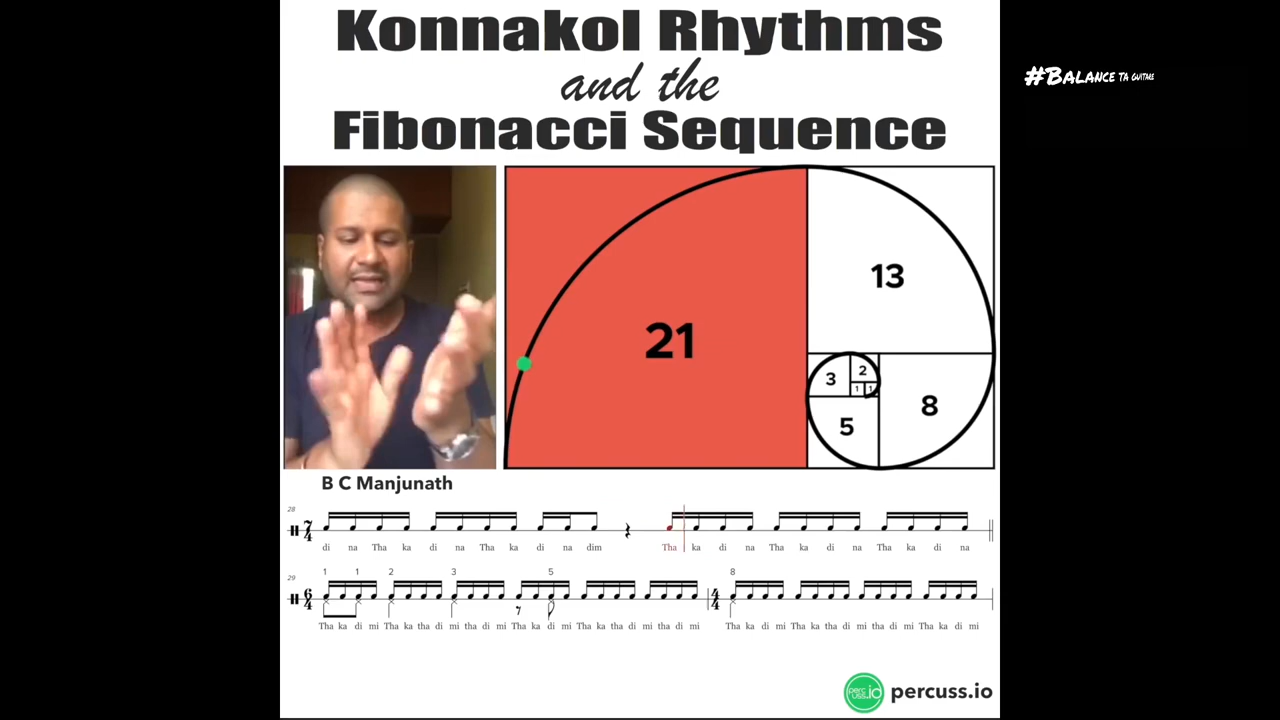 Konnakol Rhythms
and the
Fibonacci Sequence
#Balance ta guitare
21
13
3
2
1
1
8
5
B C Manjunath
28
7
4
di na Tha ka di na Tha ka di na dim Tha ka di na Tha ka di na Tha ka di na
29
1 1 2 3 5 8
6
4
4
4
Tha ka di mi Tha ka tha di mi tha di mi Tha ka di mi Tha ka tha di mi tha di mi Tha ka di mi Tha ka tha di mi tha di mi Tha ka di mi
perc
uss.io
percuss.io